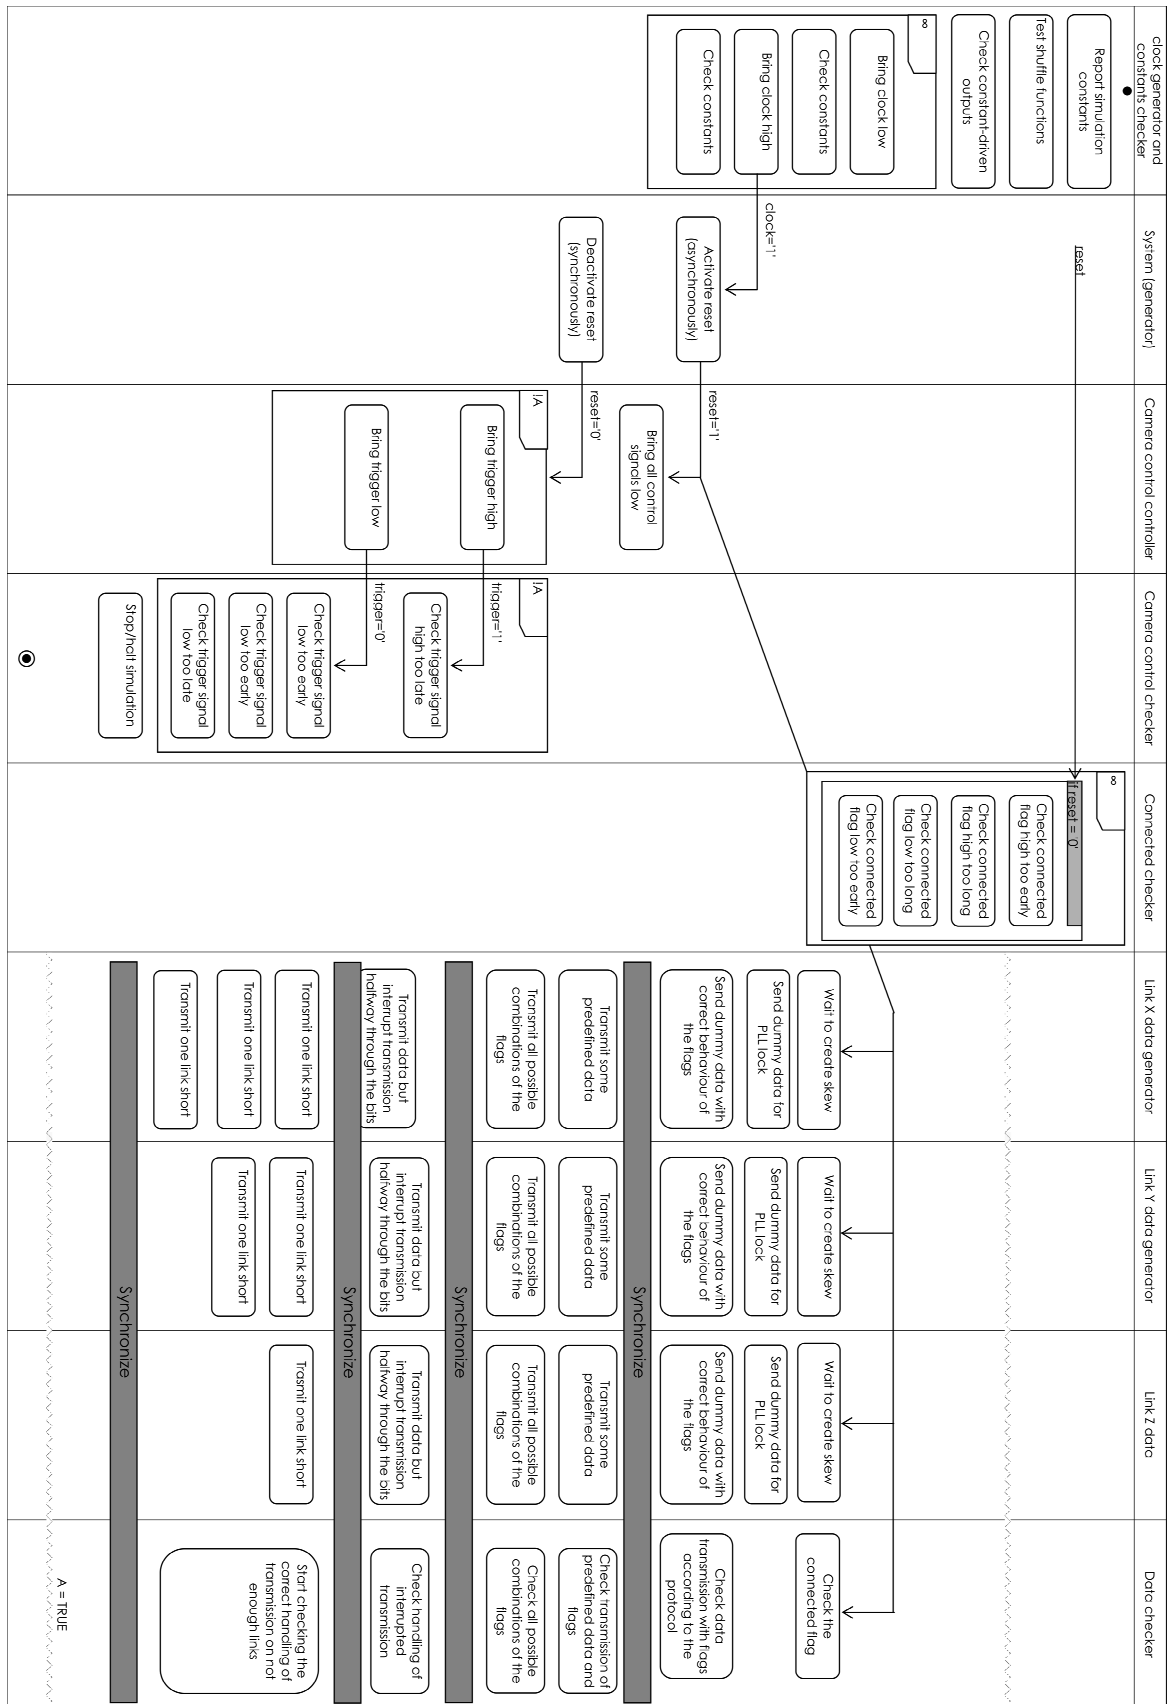 clock generator and
constants checker
Report simulation
constants
Test shuffle functions
Check constant-driven
outputs
∞
Bring clock low
Check constants
Bring clock high
Check constants
clock='1'
System (generator)
reset
Activate reset
(asynchronously)
Deactivate reset
(synchronously)
reset='1'
reset='0'
Camera control controller
Bring all control
signals low
!A
Bring trigger high
Bring trigger low
trigger='1'
trigger='0'
Camera control checker
!A
Check trigger signal
high too late
Check trigger signal
low too early
Check trigger signal
low too early
Check trigger signal
low too late
Stop/halt simulation
Connected checker
∞
if reset = '0'
Check connected
flag high too early
Check connected
flag high too long
Check connected
flag low too long
Check connected
flag low too early
Link X data generator
Wait to create skew
Send dummy data for
PLL lock
Send dummy data with
correct behaviour of
the flags
Transmit some
predefined data
Transmit all possible
combinations of the
flags
Transmit data but
interrupt transmission
halfway through the bits
Transmit one link short
Transmit one link short
Transmit one link short
Link Y data generator
Wait to create skew
Send dummy data for
PLL lock
Send dummy data with
correct behaviour of
the flags
Transmit some
predefined data
Transmit all possible
combinations of the
flags
Transmit data but
interrupt transmission
halfway through the bits
Transmit one link short
Transmit one link short
Synchronize
Synchronize
Synchronize
Synchronize
Link Z data
Wait to create skew
Send dummy data for
PLL lock
Send dummy data with
correct behaviour of
the flags
Transmit some
predefined data
Transmit all possible
combinations of the
flags
Transmit data but
interrupt transmission
halfway through the bits
Trasmit one link short
Data checker
Check the
connected flag
Check data
transmission with flags
according to the
protocol
Check transmission of
predefined data and
flags
Check all possible
combinations of the
flags
Check handling of
interrupted
transmission
Start checking the
correct handling of
transmission on not
enough links
A = TRUE